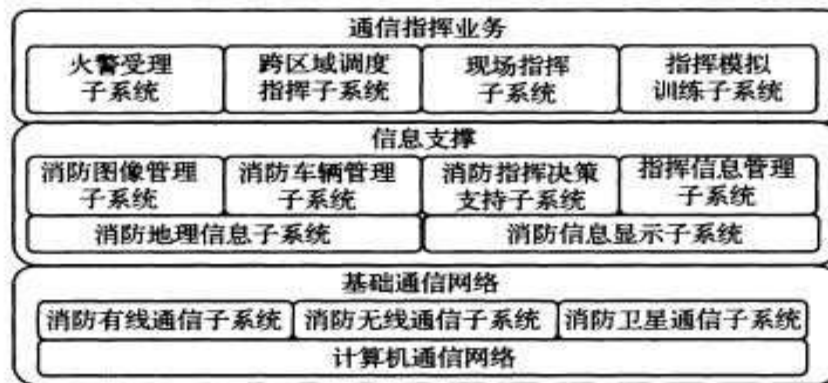 通信指挥业务
火警受理 跨区域调度 现场指挥 指挥模拟
子系统 指挥子系统 子系统 训练子系统
信息支撑
消防图像管理 消防车辆管理 消防指挥决策 指挥信息管理
子系统 子系统 支持子系统 子系统
消防地理信息子系统 消防信息显示子系统
基础通信网络
消防有线通信子系统 消防无线通信子系统 消防卫星通信子系统
计算机通信网络